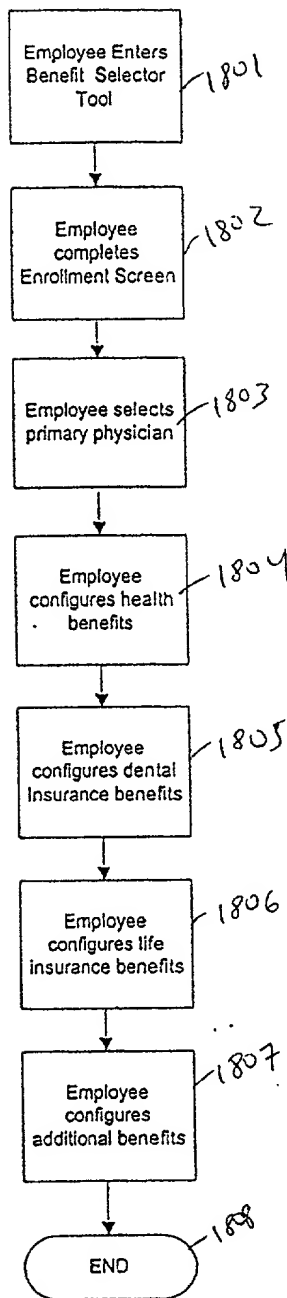 Employee Enters
Benefit Selector
Tool
1801
Employee
completes
Enrollment Screen
1802
Employee selects
primary physician
1803
Employee
configures health
benefits
1804
Employee
configures dental
Insurance benefits
1805
Employee
configures life
insurance benefits
1806
Employee
configures
additional benefits
1807
END
1808